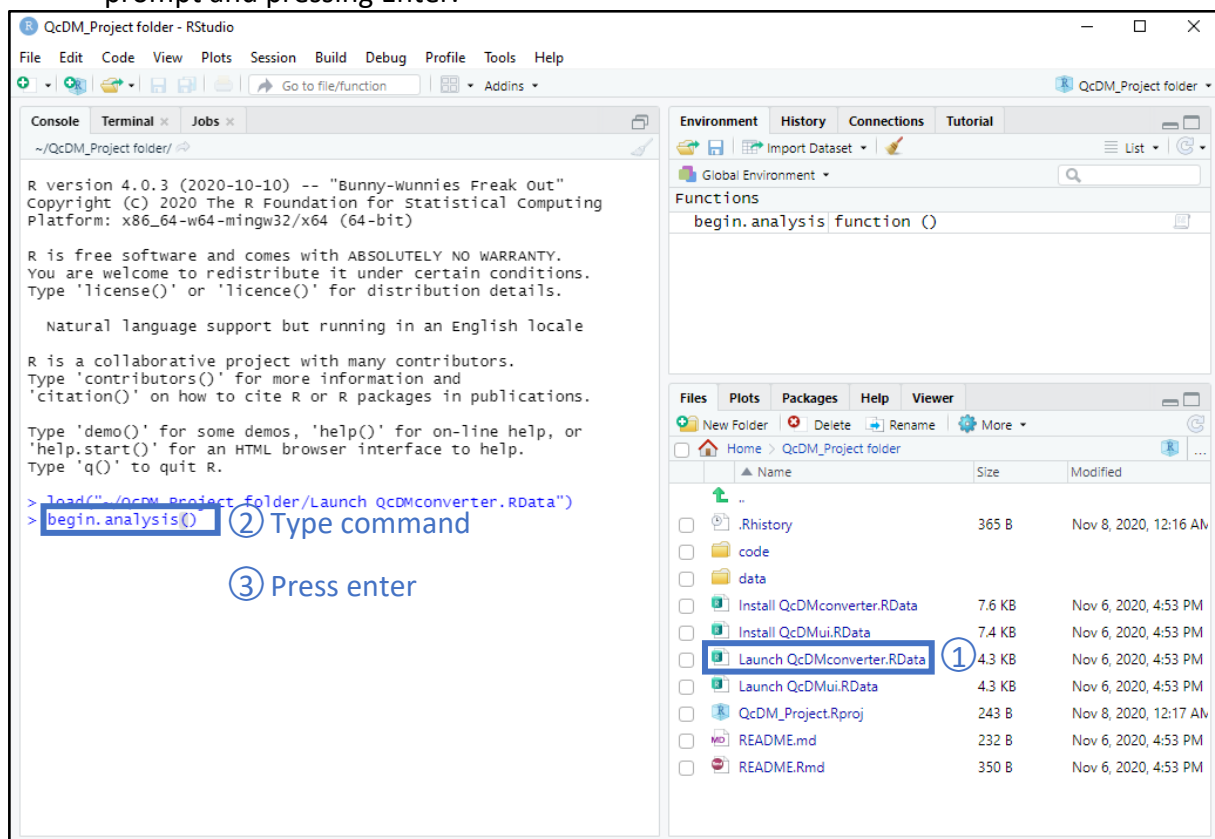 prompt and pressing Enter.
QcDM_Project folder - RStudio
File Edit Code View Plots Session Build Debug Profile Tools Help
Go to file/function Addins
QcDM_Project folder
Console Terminal Jobs
~/QcDM_Project folder/
R version 4.0.3 (2020-10-10) -- "Bunny-Wunnies Freak Out"
Copyright (C) 2020 The R Foundation for Statistical Computing
Platform: x86_64-w64-mingw32/x64 (64-bit)
R is free software and comes with ABSOLUTELY NO WARRANTY.
You are welcome to redistribute it under certain conditions.
Type 'license()' or 'licence()' for distribution details.
Natural language support but running in an English locale
R is a collaborative project with many contributors.
Type 'contributors()' for more information and
'citation()' on how to cite R or R packages in publications.
Type 'demo()' for some demos, 'help()' for on-line help, or
'help.start()' for an HTML browser interface to help.
Type 'q()' to quit R.
> load("~/QcDM_Project folder/Launch QcDMconverter.RData")
> begin.analysis()
2 Type command
3 Press enter
Environment History Connections Tutorial
Import Dataset List
Global Environment
Functions
begin.analysis function ()
Files Plots Packages Help Viewer
New Folder Delete Rename More
Home > QcDM_Project folder
Name Size Modified
..
.Rhistory 365 B Nov 8, 2020, 12:16 AM
code
data
Install QcDMconverter.RData 7.6 KB Nov 6, 2020, 4:53 PM
Install QcDMui.RData 7.4 KB Nov 6, 2020, 4:53 PM
Launch QcDMconverter.RData 1 4.3 KB Nov 6, 2020, 4:53 PM
Launch QcDMui.RData 4.3 KB Nov 6, 2020, 4:53 PM
QcDM_Project.Rproj 243 B Nov 8, 2020, 12:17 AM
README.md 232 B Nov 6, 2020, 4:53 PM
README.Rmd 350 B Nov 6, 2020, 4:53 PM